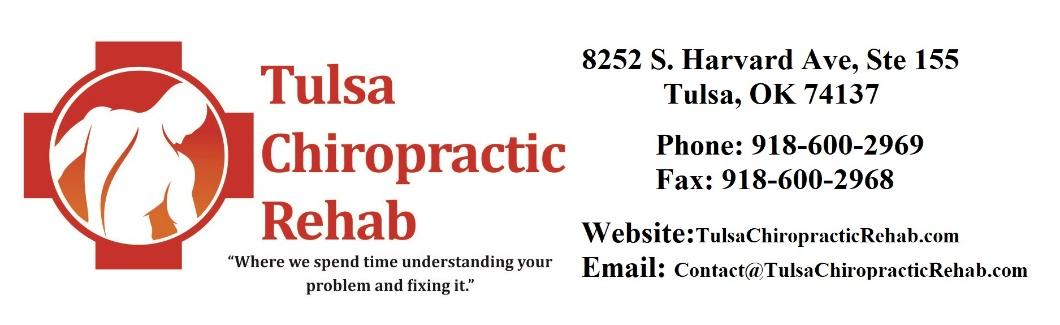 Tulsa
Chiropractic
Rehab
“Where we spend time understanding your
problem and fixing it.”
8252 S. Harvard Ave, Ste 155
Tulsa, OK 74137
Phone: 918-600-2969
Fax: 918-600-2968
Website:TulsaChiropracticRehab.com
Email: Contact@TulsaChiropracticRehab.com